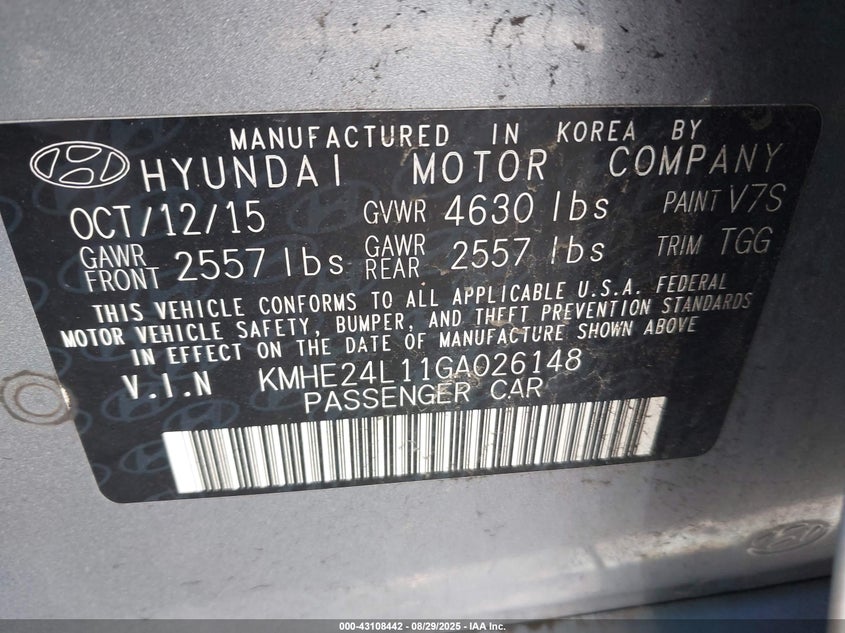 MANUFACTURED IN KOREA BY
HYUNDAI MOTOR COMPANY
OCT/12/15 GVWR 4630 lbs PAINT V7S
GAWR FRONT 2557 lbs GAWR REAR 2557 lbs TRIM TGG
THIS VEHICLE CONFORMS TO ALL APPLICABLE U.S.A. FEDERAL
MOTOR VEHICLE SAFETY, BUMPER, AND THEFT PREVENTION STANDARDS
IN EFFECT ON THE DATE OF MANUFACTURE SHOWN ABOVE
V.I.N KMHE24L11GA026148
PASSENGER CAR
000-43108442 - 08/29/2025 - IAA Inc.